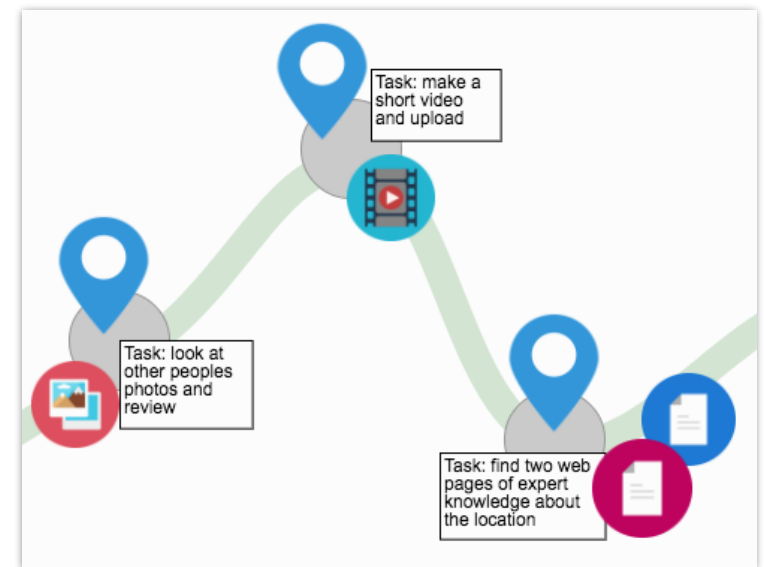 Task: make a
short video
and upload
Task: look at
other peoples
photos and
review
Task: find two web
pages of expert
knowledge about
the location